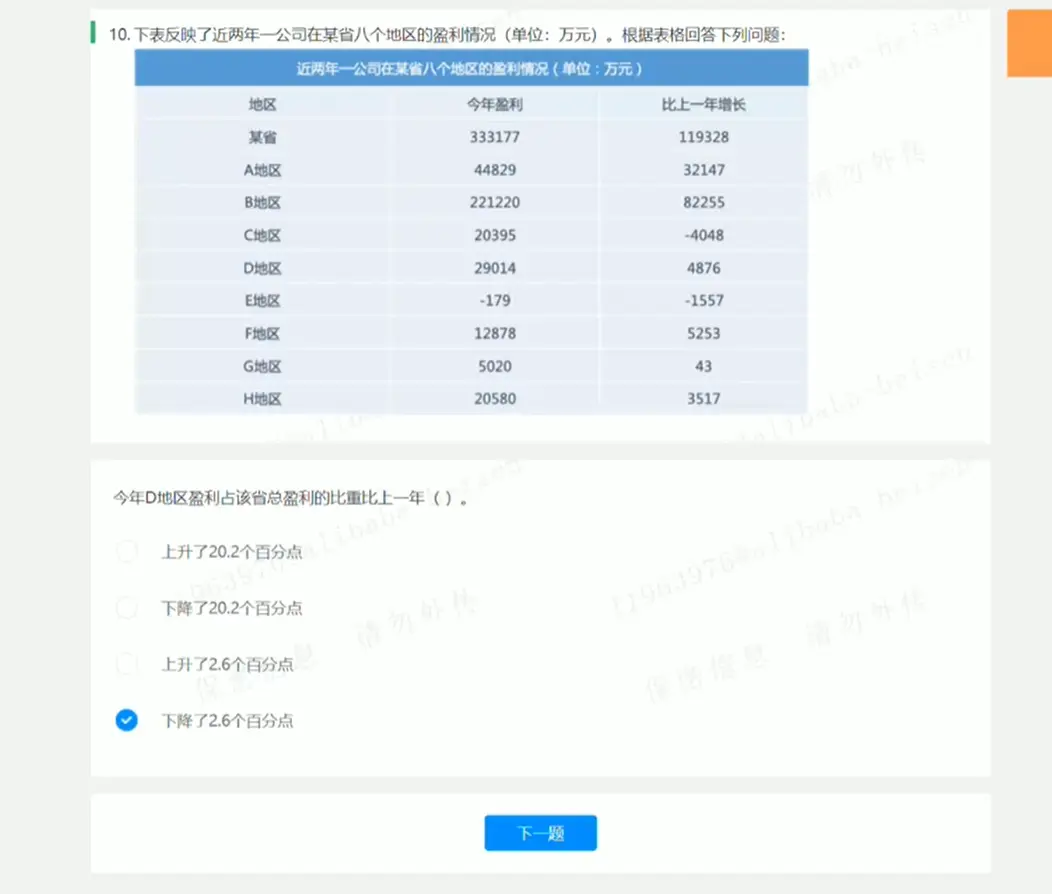 10. 下表反映了近两年一公司在某省八个地区的盈利情况（单位：万元）。根据表格回答下列问题：
近两年一公司在某省八个地区的盈利情况（单位：万元）
地区 今年盈利 比上一年增长
某省 333177 119328
A地区 44829 32147
B地区 221220 82255
C地区 20395 -4048
D地区 29014 4876
E地区 -179 -1557
F地区 12878 5253
G地区 5020 43
H地区 20580 3517
今年D地区盈利占该省总盈利的比重比上一年（ ）。
上升了20.2个百分点
下降了20.2个百分点
上升了2.6个百分点
下降了2.6个百分点
请勿外传
保密信息 请勿外传
下一题